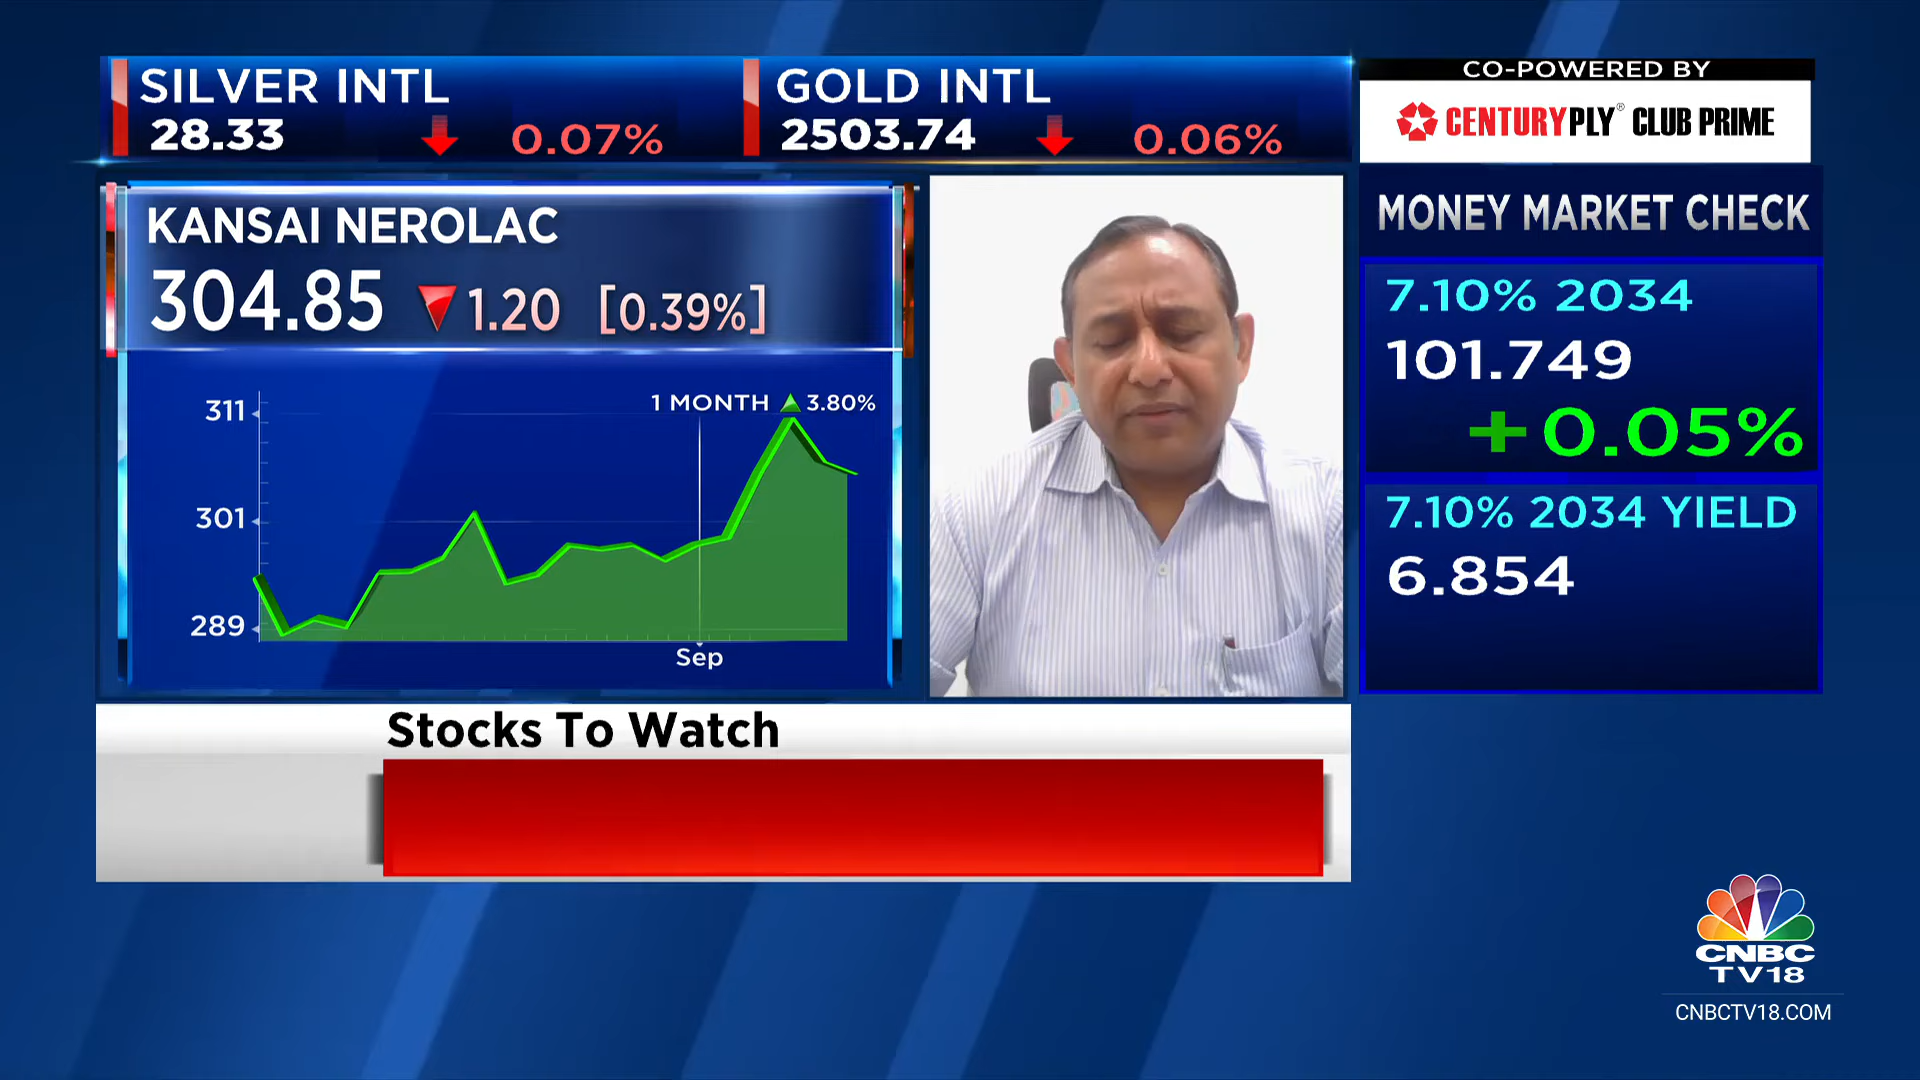 SILVER INTL
28.33 0.07%
GOLD INTL
2503.74 0.06%
CO-POWERED BY
CENTURYPLY® CLUB PRIME
KANSAI NEROLAC
304.85 1.20 [0.39%]
1 MONTH 3.80%
311
301
289
Sep
MONEY MARKET CHECK
7.10% 2034
101.749
+0.05%
7.10% 2034 YIELD
6.854
Stocks To Watch
CNBC
TV18
CNBCTV18.COM